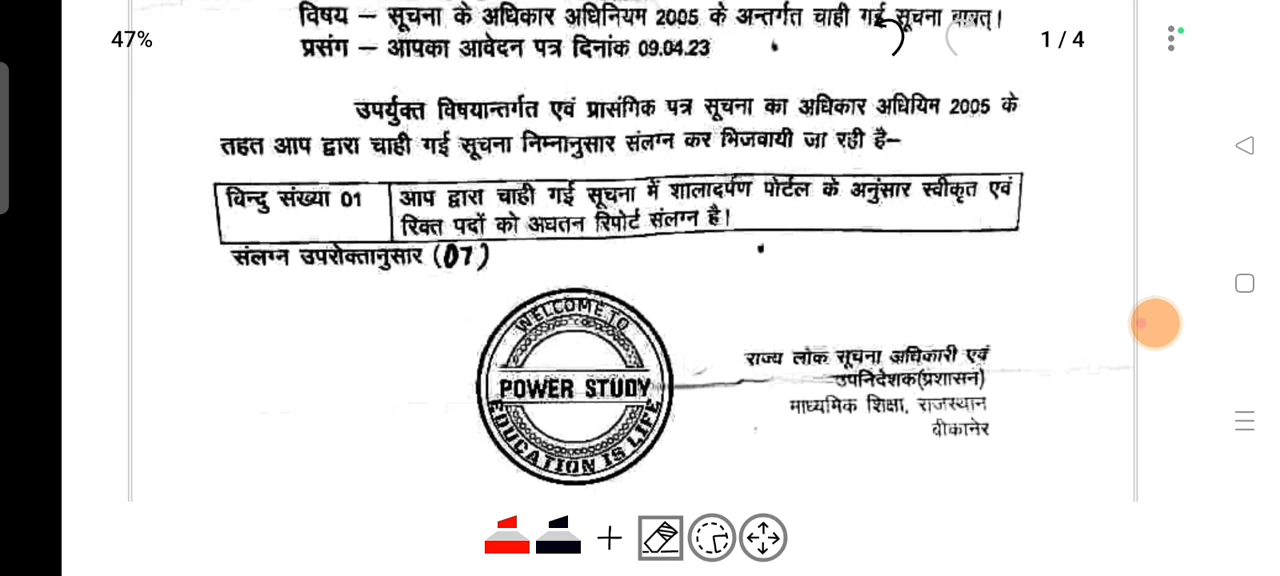 विषय – सूचना के अधिकार अधिनियम 2005 के अन्तर्गत चाही गई सूचना बाबत्।
47%
प्रसंग – आपका आवेदन पत्र दिनांक 09.04.23
1 / 4
उपर्युक्त विषयान्तर्गत एवं प्रासंगिक पत्र सूचना का अधिकार अधियिम 2005 के
तहत आप द्वारा चाही गई सूचना निम्नानुसार संलग्न कर भिजवायी जा रही है–
बिन्दु संख्या 01
आप द्वारा चाही गई सूचना में शालादर्पण पोर्टल के अनुंसार स्वीकृत एवं
रिक्त पदों को अघतन रिपोर्ट संलग्न है।
संलग्न उपरोक्तानुसार (07)
WELCOME TO
POWER STUDY
EDUCATION IS LIFE
राज्य लोक सूचना अधिकारी एवं
उपनिदेशक(प्रशासन)
माध्यमिक शिक्षा, राजस्थान
बीकानेर